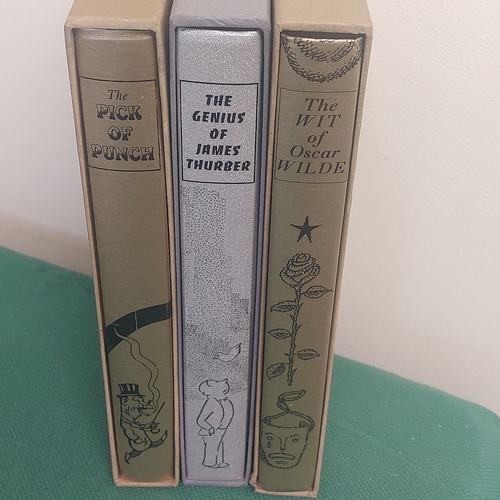 The
PICK
OF
PUNCH
THE
GENIUS
OF
JAMES
THURBER
The
WIT
of
Oscar
WILDE